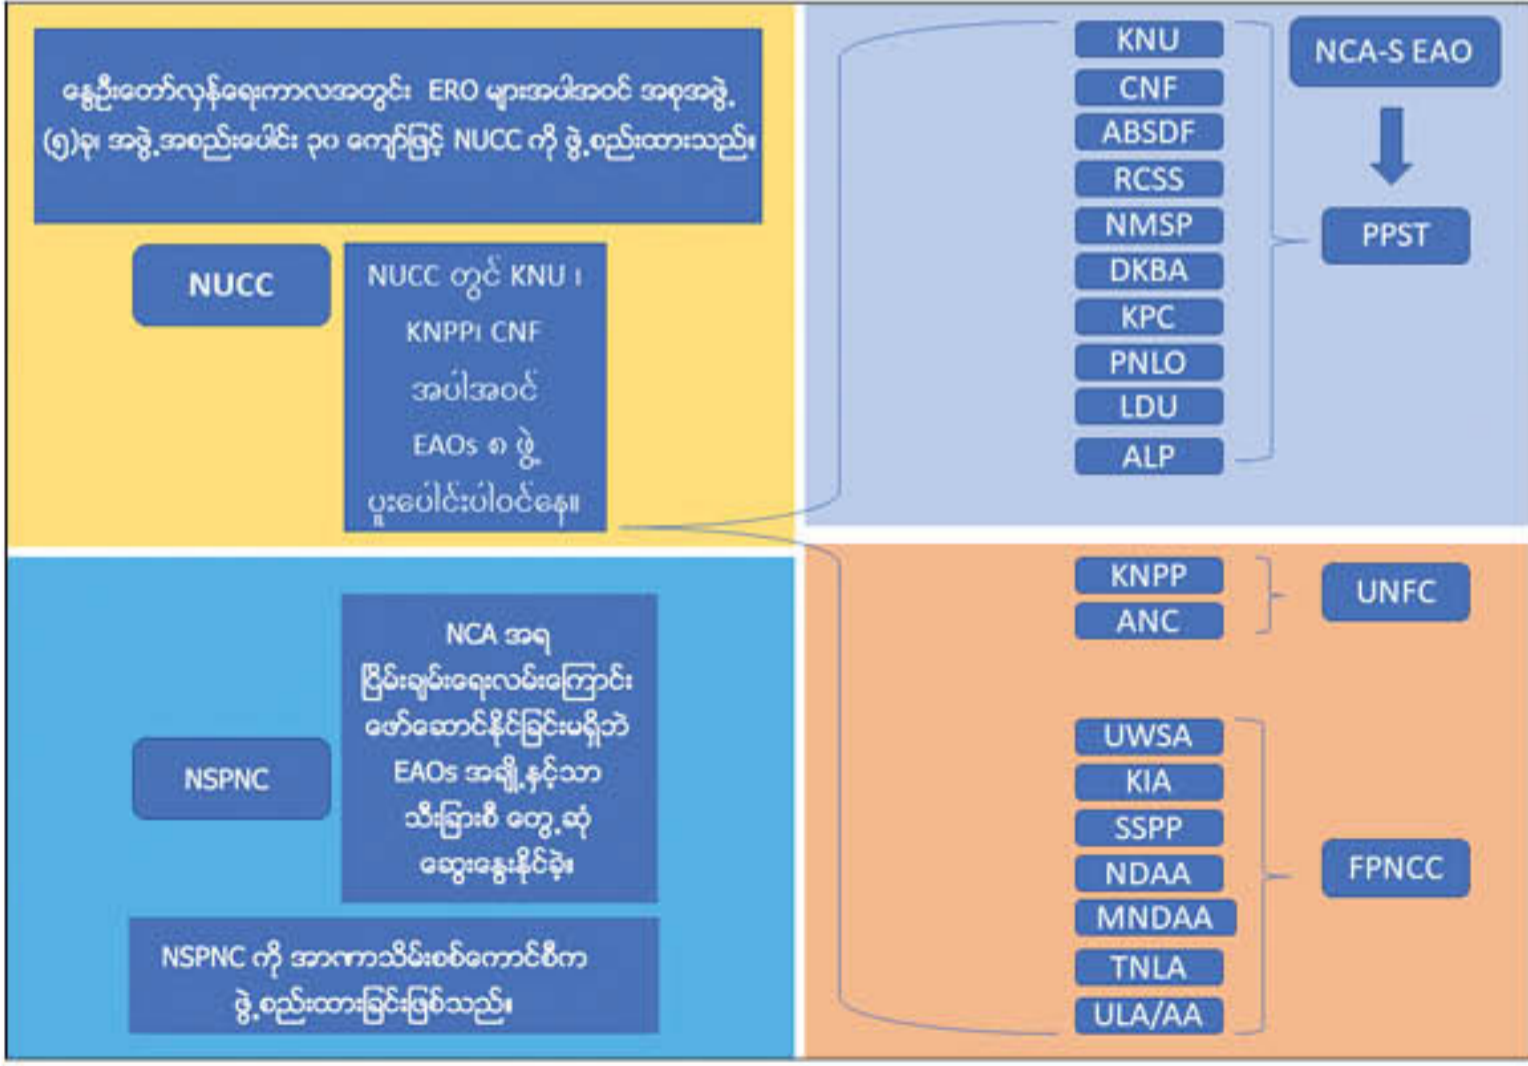 နွေဦးတော်လှန်ရေးကာလအတွင်း ERO များအပါအဝင် အစုအဖွဲ့
(၅)ခု၊ အဖွဲ့အစည်းပေါင်း ၃၀ ကျော်ဖြင့် NUCC ကို ဖွဲ့စည်းထားသည်။
NUCC
NUCC တွင် KNU ၊
KNPP၊ CNF
အပါအဝင်
EAOs ၈ ဖွဲ့
ပူးပေါင်းပါဝင်နေ။
KNU
CNF
ABSDF
RCSS
NMSP
DKBA
KPC
PNLO
LDU
ALP
NCA-S EAO
PPST
NSPNC
NCA အရ
ငြိမ်းချမ်းရေးလမ်းကြောင်း
ဖော်ဆောင်နိုင်ခြင်းမရှိဘဲ
EAOs အချို့နှင့်သာ
သီးခြားစီ တွေ့ဆုံ
ဆွေးနွေးနိုင်ခဲ့။
NSPNC ကို အာဏာသိမ်းစစ်ကောင်စီက
ဖွဲ့စည်းထားခြင်းဖြစ်သည်။
KNPP
ANC
UNFC
UWSA
KIA
SSPP
NDAA
MNDAA
TNLA
ULA/AA
FPNCC